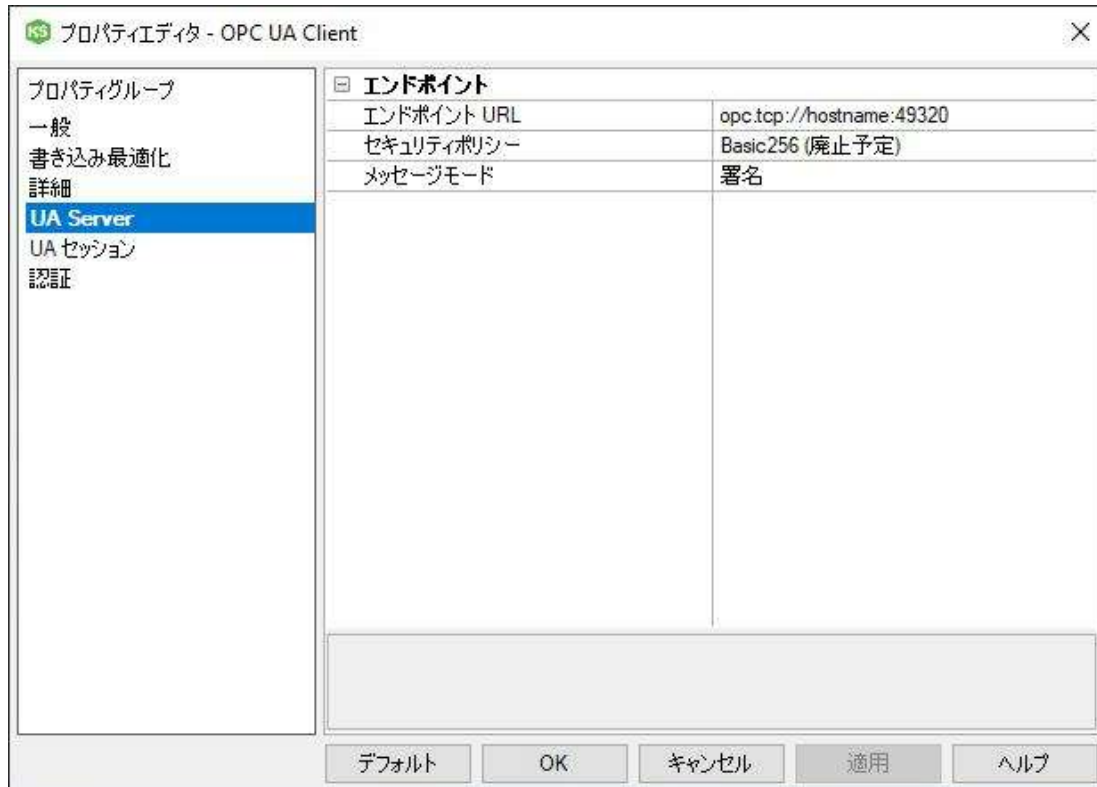 KS プロパティエディタ - OPC UA Client
プロパティグループ
一般
書き込み最適化
詳細
UA Server
UA セッション
認証
エンドポイント
エンドポイント URL opc.tcp://hostname:49320
セキュリティポリシー Basic256 (廃止予定)
メッセージモード 署名
デフォルト OK キャンセル 適用 ヘルプ